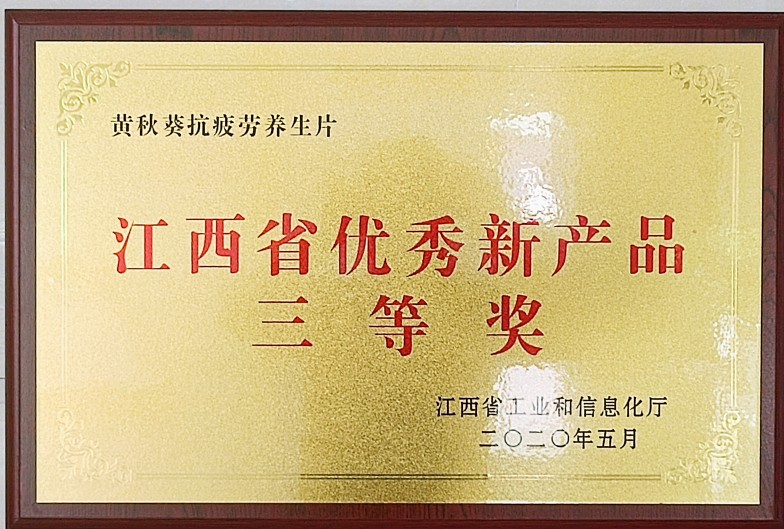 黄秋葵抗疲劳养生片
江西省优秀新产品
三等奖
江西省工业和信息化厅
二〇二〇年五月